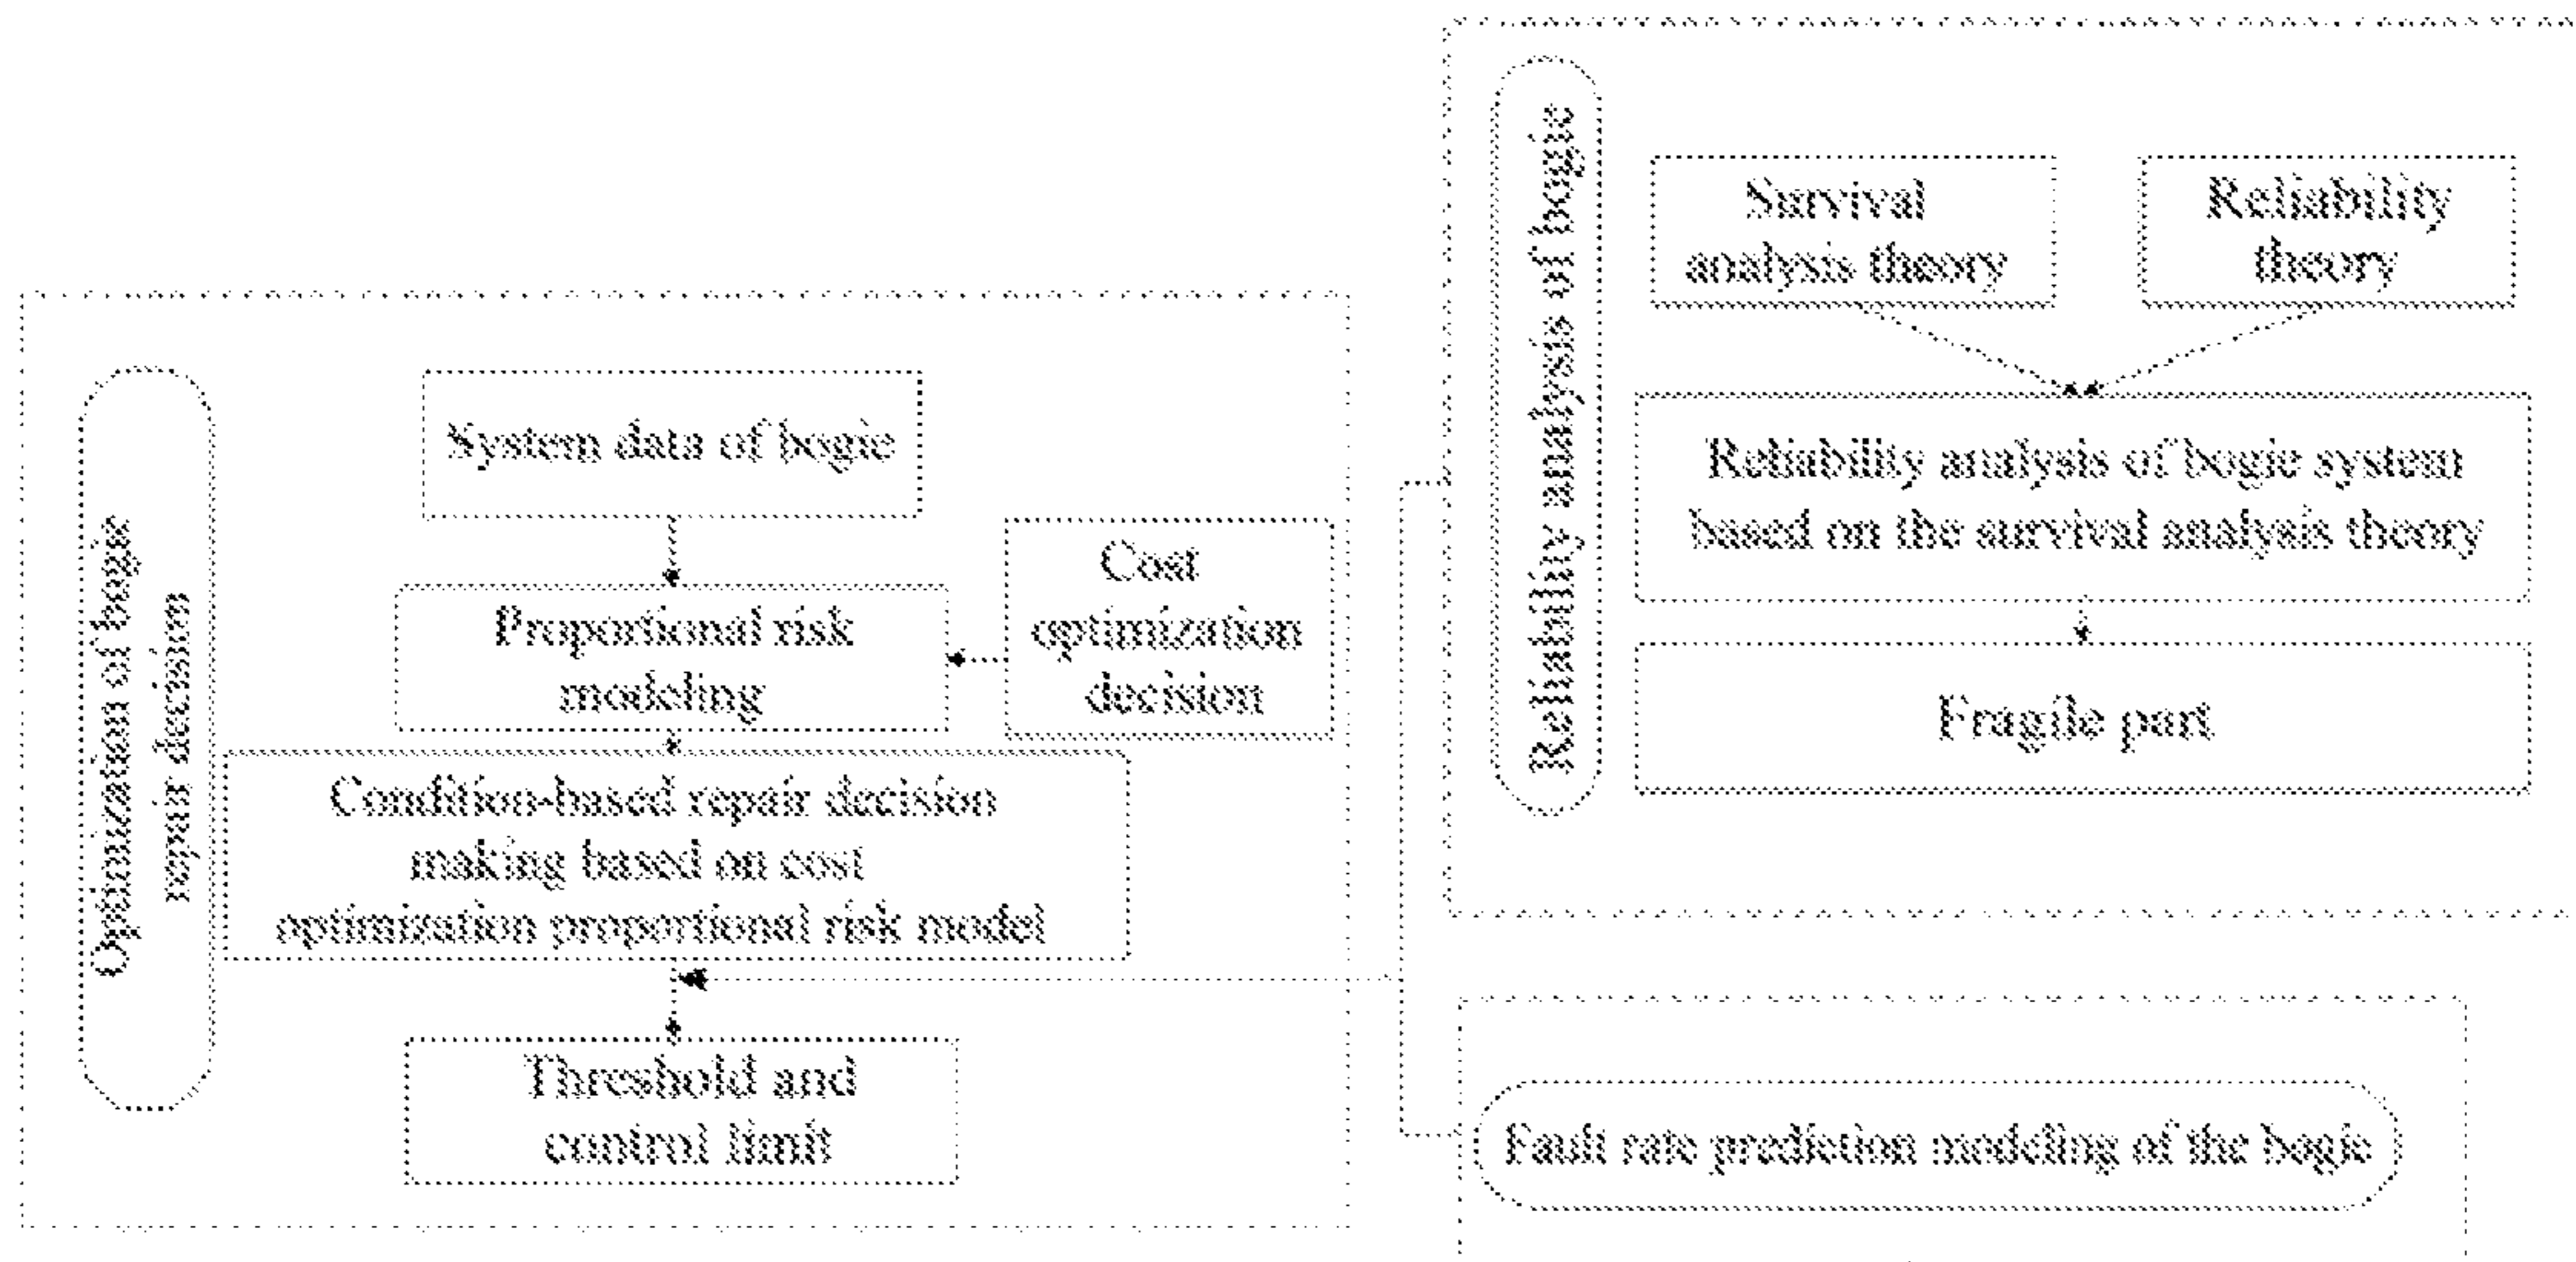 Optimization of bogie
repair decision
System data of bogie
Proportional risk
modeling
Cost
optimization
decision
Condition-based repair decision
making based on cost
optimization proportional risk model
Threshold and
control limit
Reliability analysis of bogie
Survival
analysis theory
Reliability
theory
Reliability analysis of bogie system
based on the survival analysis theory
Fragile part
Fault rate prediction modeling of the bogie